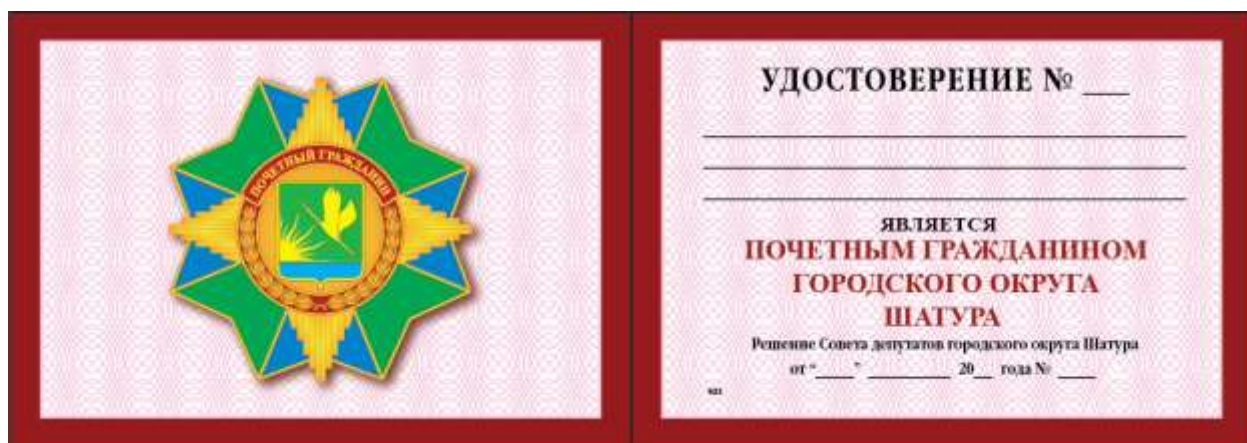 ПОЧЕТНЫЙ ГРАЖДАНИН
УДОСТОВЕРЕНИЕ № ___
ЯВЛЯЕТСЯ
ПОЧЕТНЫМ ГРАЖДАНИНОМ
ГОРОДСКОГО ОКРУГА
ШАТУРА
Решение Совета депутатов городского округа Шатура
от “____” _________ 20__ года № ____